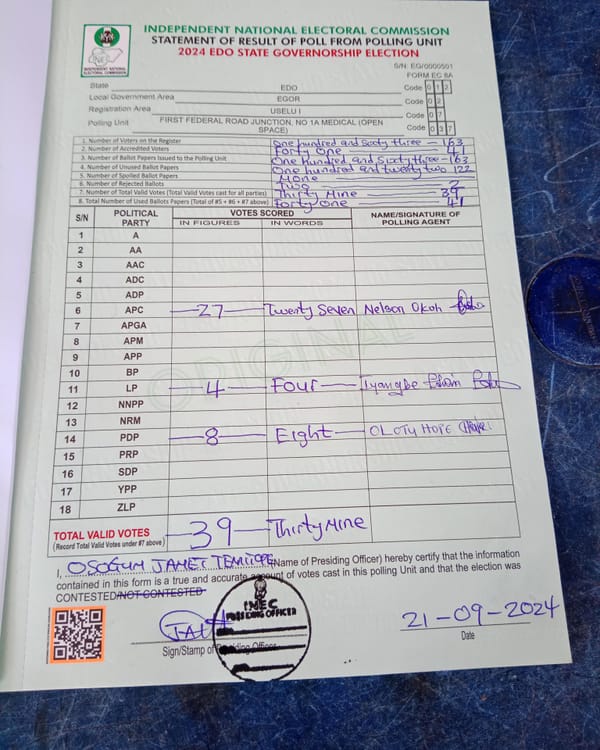 INDEPENDENT NATIONAL ELECTORAL COMMISSION
STATEMENT OF RESULT OF POLL FROM POLLING UNIT
2024 EDO STATE GOVERNORSHIP ELECTION
INDEPENDENT NATIONAL ELECTORAL COMMISSION
S/N: EG/0000501
FORM EC 8A
State EDO Code 1 2
Local Government Area EGOR Code 0 2
Registration Area USELU I Code 0 7
Polling Unit FIRST FEDERAL ROAD JUNCTION, NO 1A MEDICAL (OPEN SPACE) Code 0 3 7
1. Number of Voters on the Register One hundred and Sixty three - 163
2. Number of Accredited Voters Forty One 41
3. Number of Ballot Papers Issued to the Polling Unit One Hundred and Sixty three - 163
4. Number of Unused Ballot Papers One hundred and twenty two 122
5. Number of Spoiled Ballot Papers None
6. Number of Rejected Ballots Two 2
7. Number of Total Valid Votes (Total Valid Votes cast for all parties) Thirty Nine 39
8. Total Number of Used Ballots Papers (Total of #5 + #6 + #7 above) Forty One 41
S/N POLITICAL PARTY VOTES SCORED NAME/SIGNATURE OF POLLING AGENT
IN FIGURES IN WORDS
1 A
2 AA
3 AAC
4 ADC
5 ADP
6 APC 27 Twenty Seven Nelson Okoh
7 APGA
8 APM
9 APP
10 BP
11 LP 4 Four
12 NNPP
13 NRM
14 PDP 8 Eight HOPE
15 PRP
16 SDP
17 YPP
18 ZLP
ORIGINAL
TOTAL VALID VOTES 39 Thirty Nine
(Record Total Valid Votes under #7 above)
I, OSOGUM JANET TEMITOPE (Name of Presiding Officer) hereby certify that the information
contained in this form is a true and accurate account of votes cast in this polling Unit and that the election was
CONTESTED/NOT CONTESTED
INEC
PRESIDING OFFICER
Sign/Stamp of Presiding Officer
21-09-2024
Date